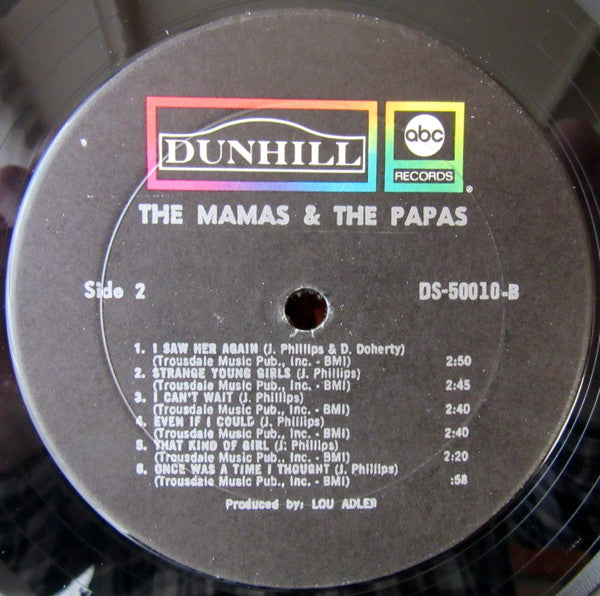 DUNHILL
abc
RECORDS
®
THE MAMAS & THE PAPAS
Side 2
DS-50010-B
1. I SAW HER AGAIN (J. Phillips & D. Doherty)
(Trousdale Music Pub., Inc. - BMI) 2:50
2. STRANGE YOUNG GIRLS (J. Phillips)
(Trousdale Music Pub., Inc. - BMI) 2:45
3. I CAN'T WAIT (J. Phillips)
(Trousdale Music Pub., Inc. - BMI) 2:40
4. EVEN IF I COULD (J. Phillips)
(Trousdale Music Pub., Inc. - BMI) 2:40
5. THAT KIND OF GIRL (J. Phillips)
(Trousdale Music Pub., Inc. - BMI) 2:20
6. ONCE WAS A TIME I THOUGHT (J. Phillips)
(Trousdale Music Pub., Inc. - BMI) :58
Produced by: LOU ADLER